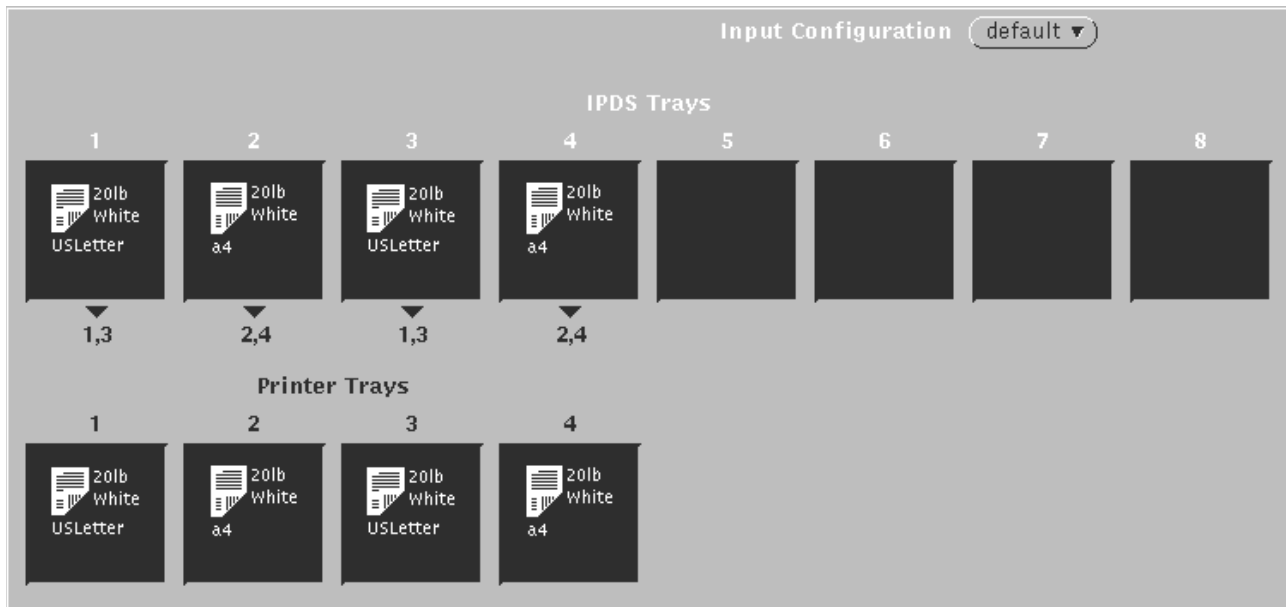 Input Configuration default
IPDS Trays
1 2 3 4 5 6 7 8
20lb 20lb 20lb 20lb
White White White White
USLetter a4 USLetter a4
1,3 2,4 1,3 2,4
Printer Trays
1 2 3 4
20lb 20lb 20lb 20lb
White White White White
USLetter a4 USLetter a4